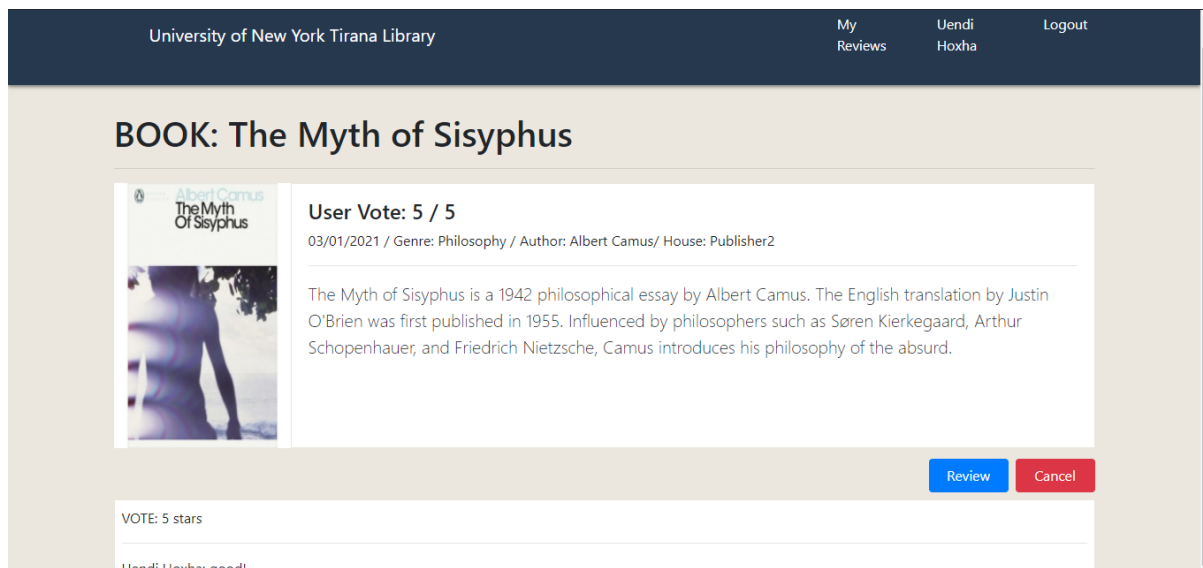 University of New York Tirana Library
My
Reviews
Uendi
Hoxha
Logout
BOOK: The Myth of Sisyphus
Albert Camus
The Myth
Of Sisyphus
User Vote: 5 / 5
03/01/2021 / Genre: Philosophy / Author: Albert Camus/ House: Publisher2
The Myth of Sisyphus is a 1942 philosophical essay by Albert Camus. The English translation by Justin
O'Brien was first published in 1955. Influenced by philosophers such as Søren Kierkegaard, Arthur
Schopenhauer, and Friedrich Nietzsche, Camus introduces his philosophy of the absurd.
Review
Cancel
VOTE: 5 stars
Uendi Hoxha: good!